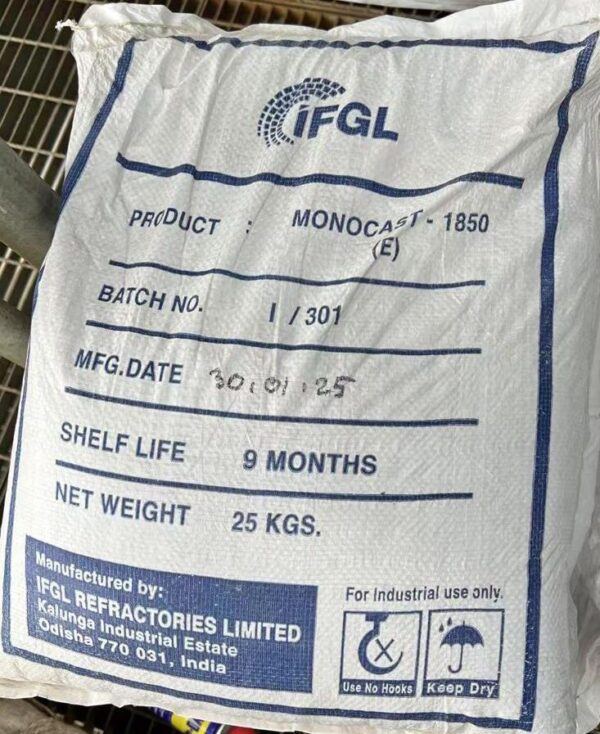 iFGL
PRODUCT : MONOCAST - 1850
(E)
BATCH NO. I / 301
MFG.DATE 30.01.25
SHELF LIFE 9 MONTHS
NET WEIGHT 25 KGS.
Manufactured by:
IFGL REFRACTORIES LIMITED
Kalunga Industrial Estate
Odisha 770 031, India
For Industrial use only.
Use No Hooks
Keep Dry